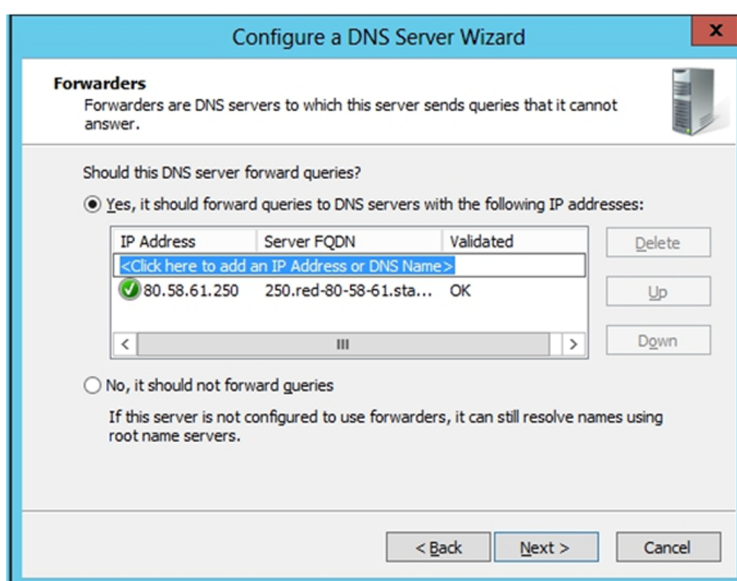 Configure a DNS Server Wizard
x
Forwarders
Forwarders are DNS servers to which this server sends queries that it cannot
answer.
Should this DNS server forward queries?
Yes, it should forward queries to DNS servers with the following IP addresses:
IP Address Server FQDN Validated
<Click here to add an IP Address or DNS Name>
80.58.61.250 250.red-80-58-61.sta... OK
Delete
Up
Down
No, it should not forward queries
If this server is not configured to use forwarders, it can still resolve names using
root name servers.
< Back Next > Cancel